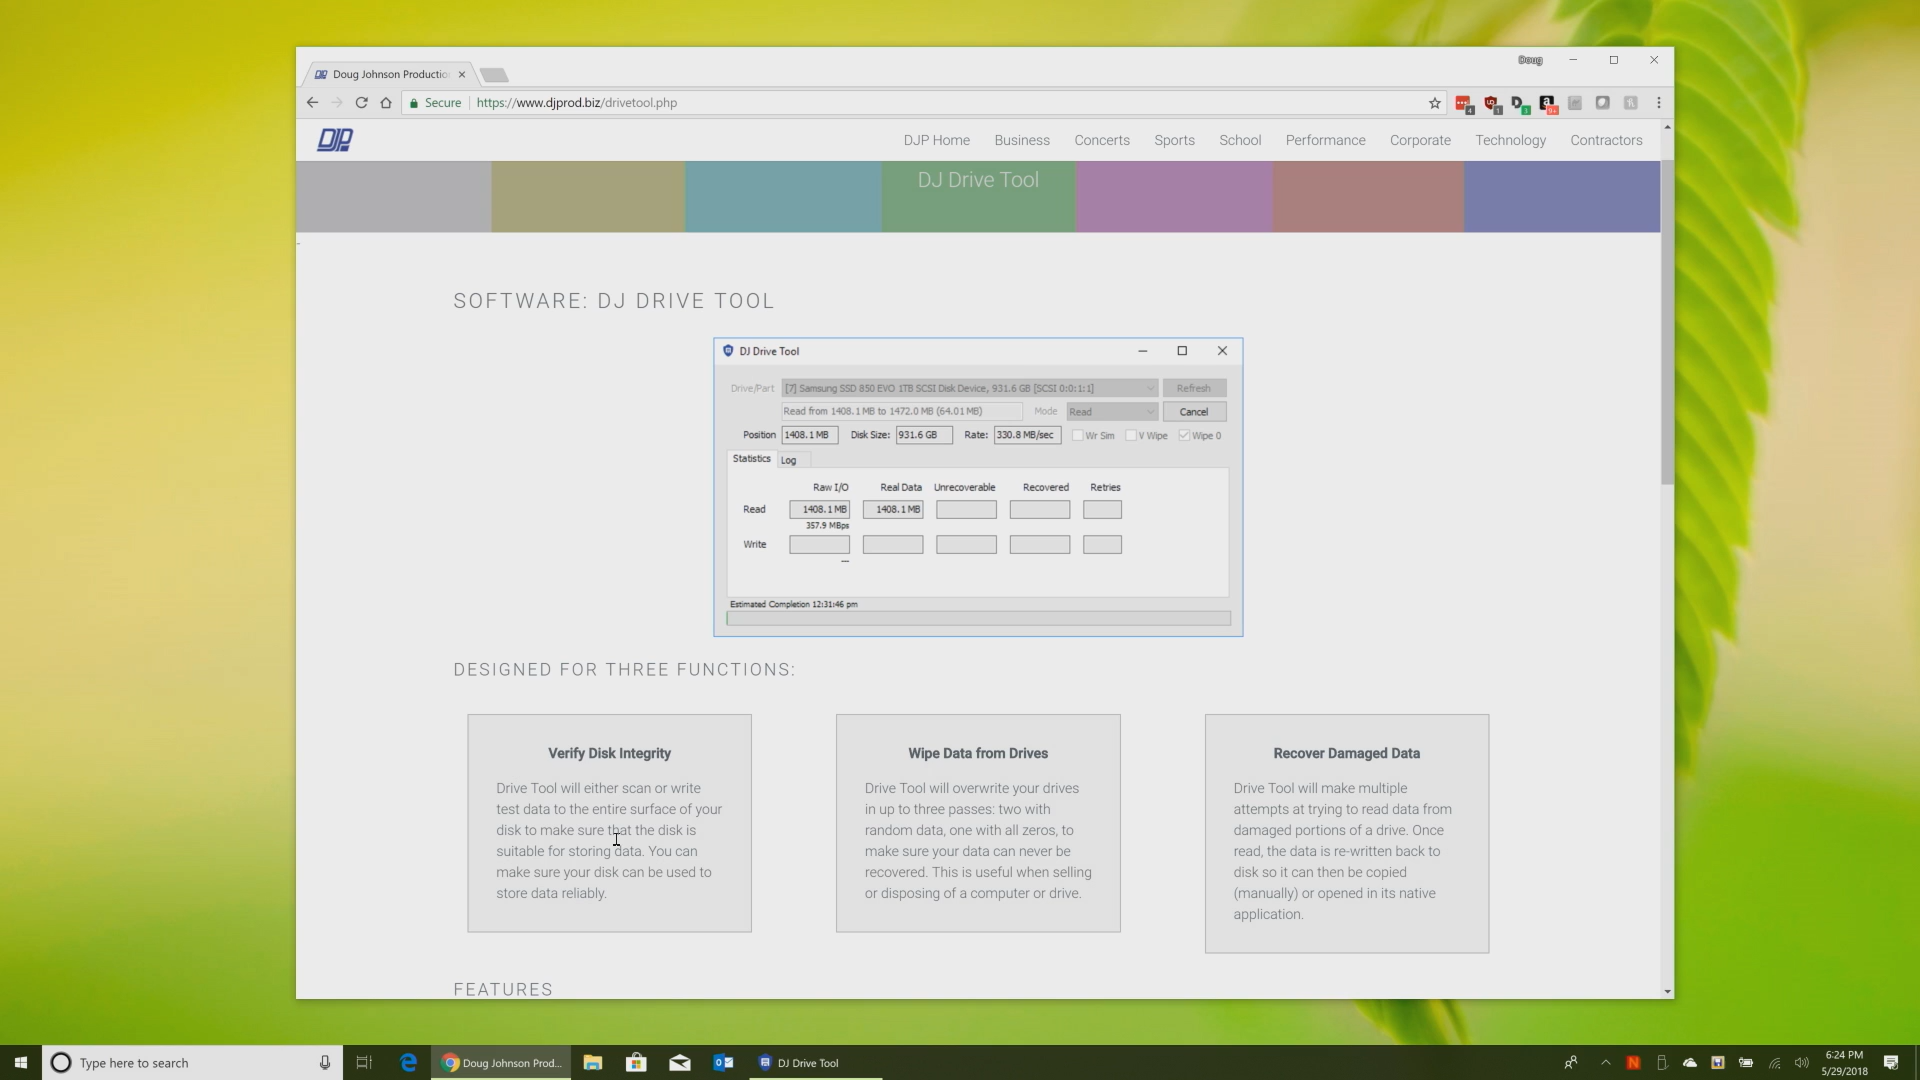 Doug Johnson Productio
Doug
Secure
https://www.djprod.biz/drivetool.php
DJP
DJP Home
Business
Concerts
Sports
School
Performance
Corporate
Technology
Contractors
DJ Drive Tool
SOFTWARE: DJ DRIVE TOOL
DJ Drive Tool
Drive/Part
[7] Samsung SSD 850 EVO 1TB SCSI Disk Device, 931.6 GB [SCSI 0:0:1:1]
Refresh
Read from 1408.1 MB to 1472.0 MB (64.01 MB)
Mode
Read
Cancel
Position
1408.1 MB
Disk Size:
931.6 GB
Rate:
330.8 MB/sec
Wr Sim
V Wipe
Wipe 0
Statistics
Log
Raw I/O
Real Data
Unrecoverable
Recovered
Retries
Read
1408.1 MB
1408.1 MB
357.9 MBps
Write
---
Estimated Completion 12:31:46 pm
DESIGNED FOR THREE FUNCTIONS:
Verify Disk Integrity
Drive Tool will either scan or write
test data to the entire surface of your
disk to make sure that the disk is
suitable for storing data. You can
make sure your disk can be used to
store data reliably.
Wipe Data from Drives
Drive Tool will overwrite your drives
in up to three passes: two with
random data, one with all zeros, to
make sure your data can never be
recovered. This is useful when selling
or disposing of a computer or drive.
Recover Damaged Data
Drive Tool will make multiple
attempts at trying to read data from
damaged portions of a drive. Once
read, the data is re-written back to
disk so it can then be copied
(manually) or opened in its native
application.
FEATURES
Type here to search
Doug Johnson Prod...
DJ Drive Tool
6:24 PM
5/29/2018